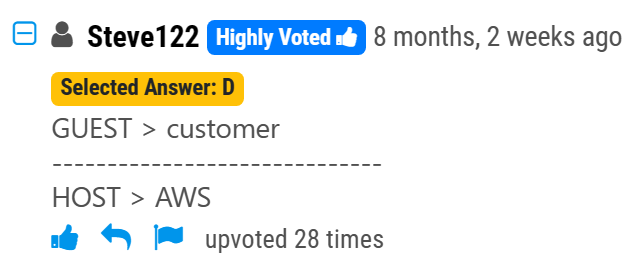 Steve122 Highly Voted 8 months, 2 weeks ago
Selected Answer: D
GUEST > customer
------------------------------
HOST > AWS
upvoted 28 times